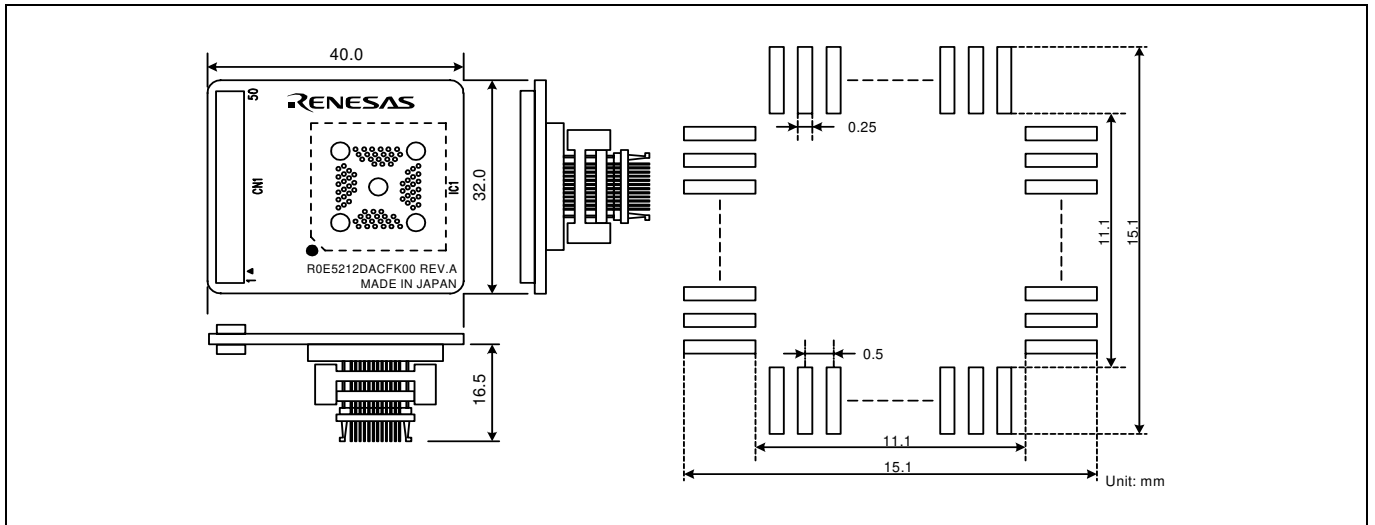 40.0
50
RENESAS
CN1
IC1
32.0
1
R0E5212DACFK00 REV.A
MADE IN JAPAN
16.5
0.25
11.1
15.1
0.5
11.1
15.1
Unit: mm